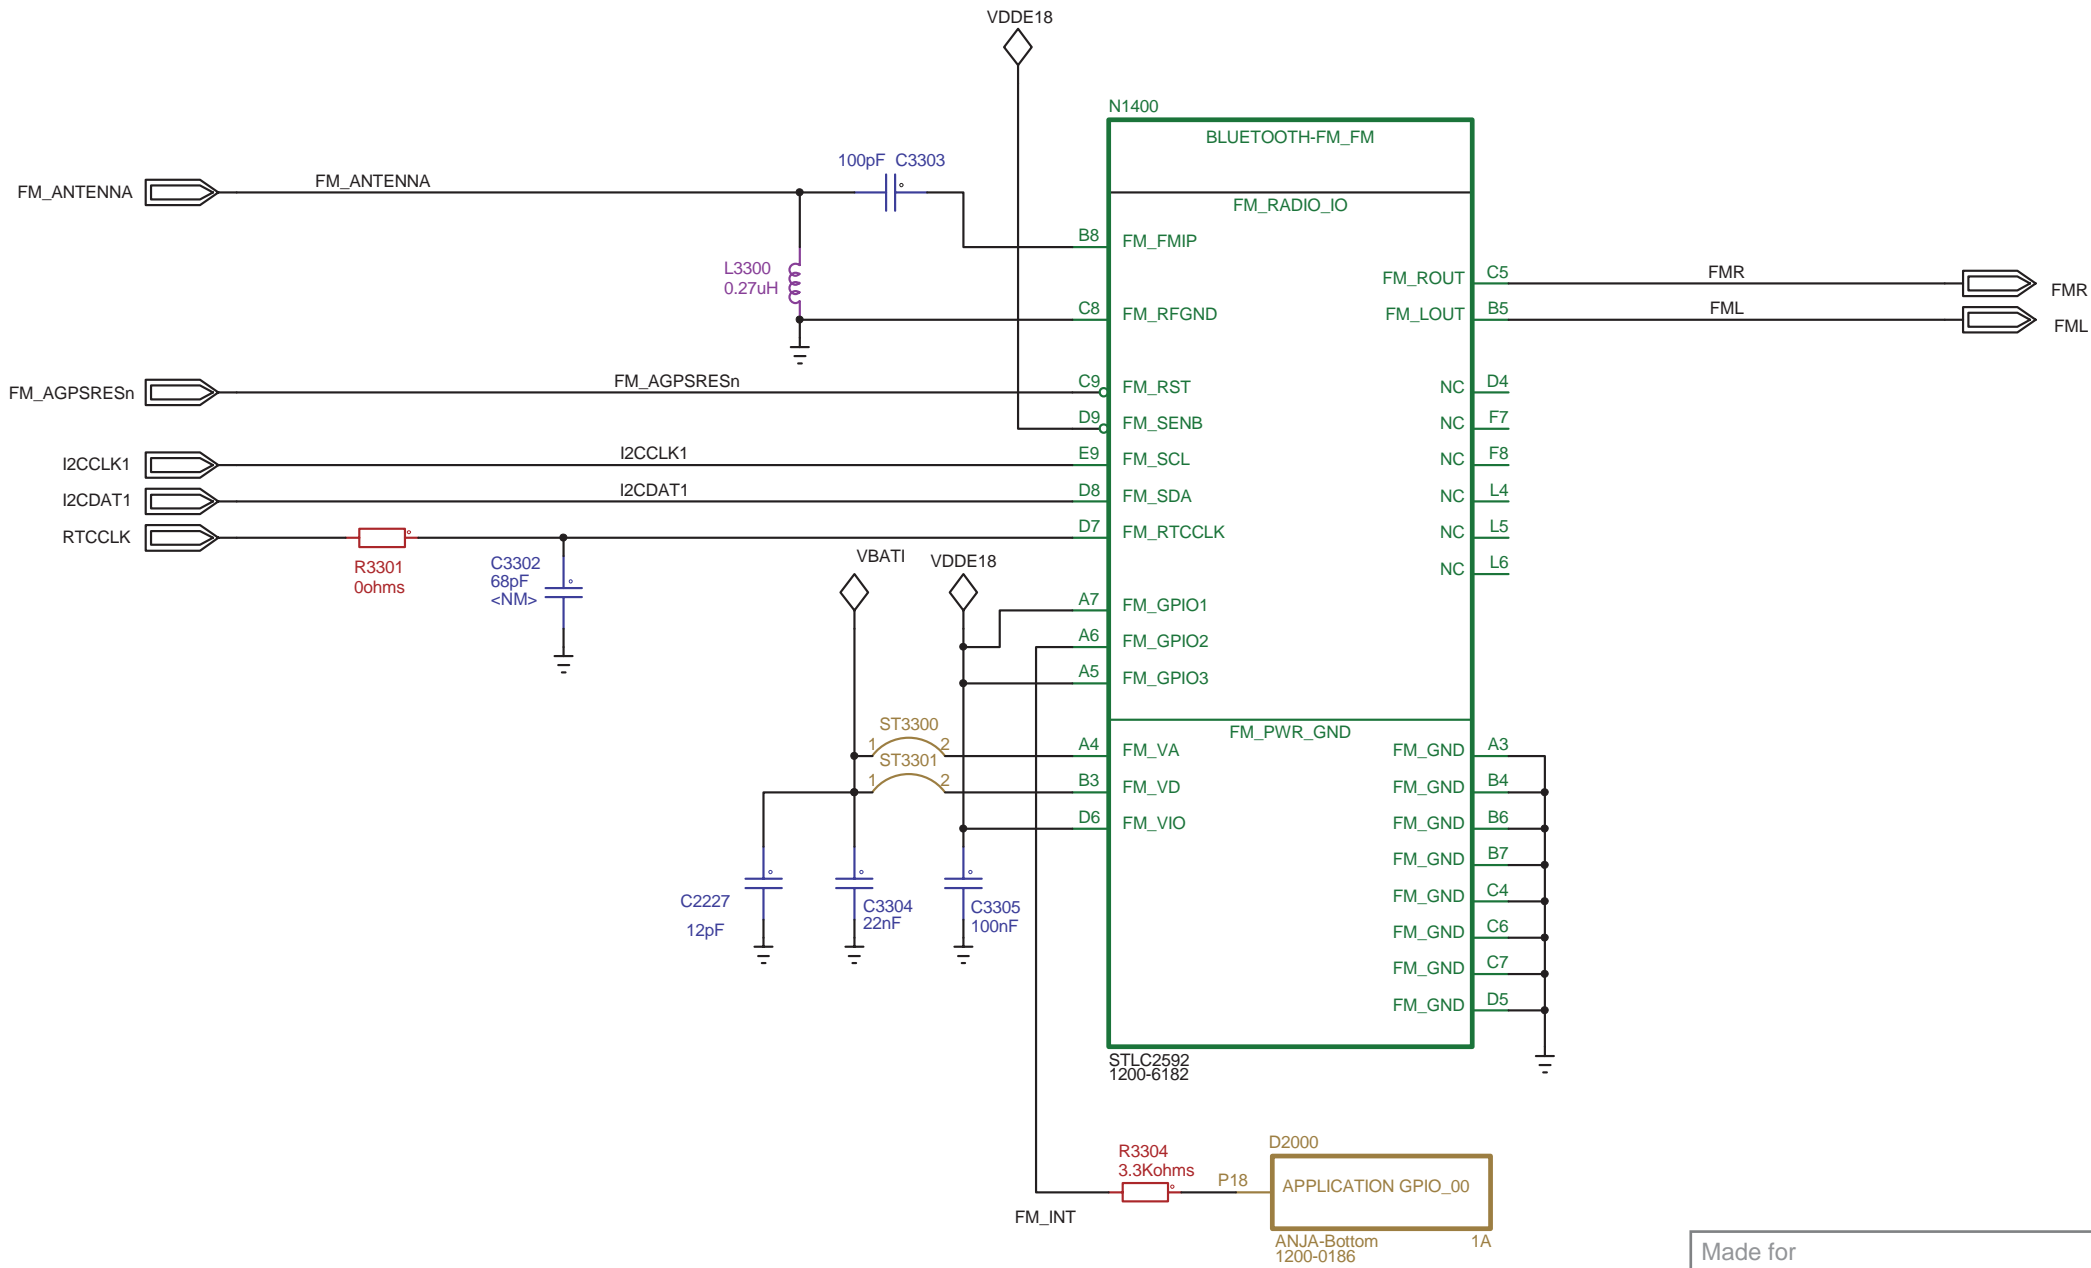 VDDE18
N1400
BLUETOOTH-FM_FM
100pF C3303
FM_ANTENNA
FM_ANTENNA
FM_RADIO_IO
B8 FM_FMIP
L3300
0.27uH
FM_ROUT C5 FMR
FMR
C8 FM_RFGND
FM_LOUT B5 FML
FML
FM_AGPSRESn
FM_AGPSRESn
C9 FM_RST
NC D4
D9 FM_SENB
NC F7
I2CCLK1
I2CCLK1
E9 FM_SCL
NC F8
I2CDAT1
I2CDAT1
D8 FM_SDA
NC L4
RTCCLK
D7 FM_RTCCLK
NC L5
R3301
0ohms
C3302
68pF
<NM>
VBATI
VDDE18
NC L6
A7 FM_GPIO1
A6 FM_GPIO2
A5 FM_GPIO3
ST3300
1 2
FM_PWR_GND
A4 FM_VA
FM_GND A3
ST3301
1 2
B3 FM_VD
FM_GND B4
D6 FM_VIO
FM_GND B6
FM_GND B7
C2227
12pF
C3304
22nF
C3305
100nF
FM_GND C4
FM_GND C6
FM_GND C7
FM_GND D5
STLC2592
1200-6182
R3304
3.3Kohms
D2000
P18
APPLICATION GPIO_00
FM_INT
ANJA-Bottom 1A
1200-0186
Made for